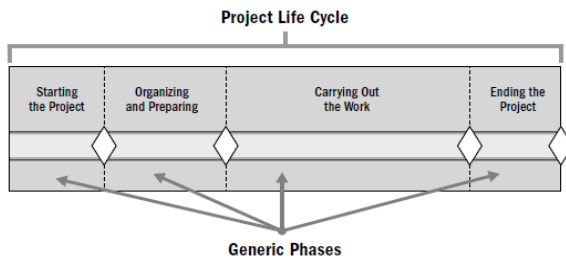 Project Life Cycle
Starting
the Project
Organizing
and Preparing
Carrying Out
the Work
Ending the
Project
Generic Phases